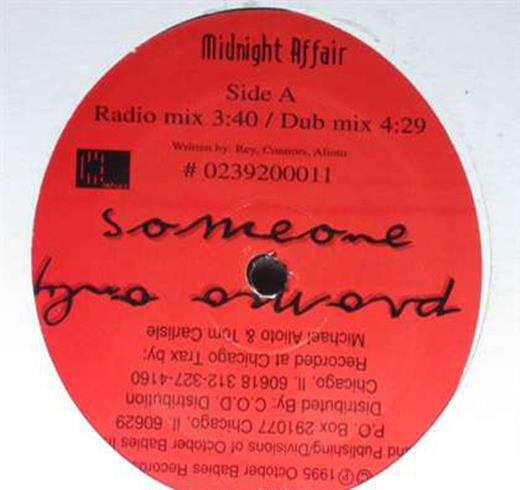 Midnight Affair
Side A
Radio mix 3:40 / Dub mix 4:29
Written by: Rey, Connors, Alioto
# 0239200011
someone
© ℗ 1995 October Babies Records
and Publishing/Divisions of October Babies In
P.O. Box 291077 Chicago, Il. 60629
Distributed By: C.O.D. Distribution
Chicago, Il. 60618 312-327-4160
Recorded at Chicago Trax by:
Michael Alioto & Tom Carlisle